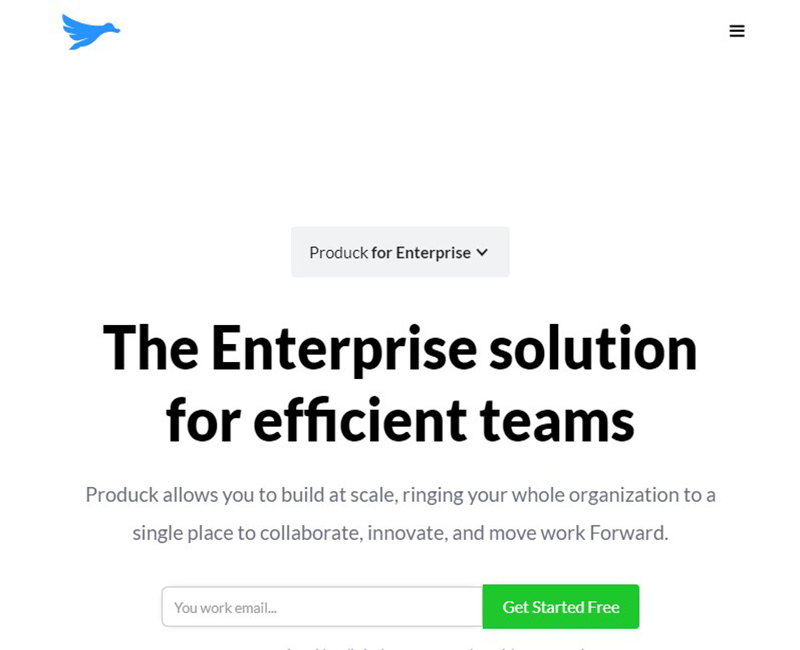 Produck for Enterprise
The Enterprise solution
for efficient teams
Produck allows you to build at scale, ringing your whole organization to a
single place to collaborate, innovate, and move work Forward.
You work email...
Get Started Free